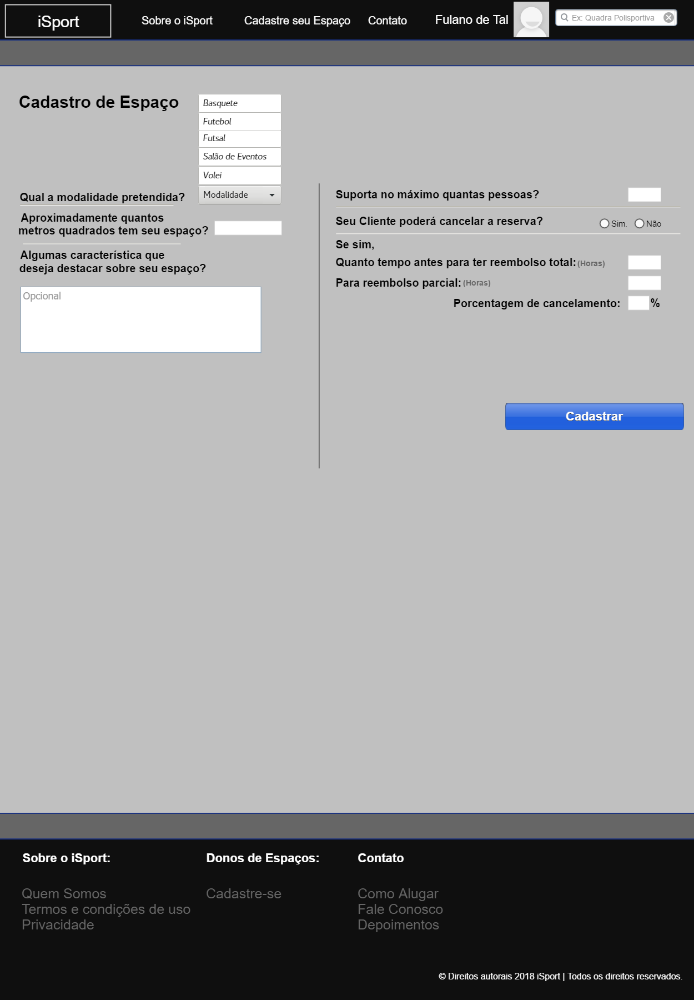 iSport
Sobre o iSport
Cadastre seu Espaço
Contato
Fulano de Tal
Ex: Quadra Polisportiva
Cadastro de Espaço
Basquete
Futebol
Futsal
Salão de Eventos
Volei
Modalidade
Qual a modalidade pretendida?
Aproximadamente quantos
metros quadrados tem seu espaço?
Algumas característica que
deseja destacar sobre seu espaço?
Opcional
Suporta no máximo quantas pessoas?
Seu Cliente poderá cancelar a reserva?
Sim.
Não
Se sim,
Quanto tempo antes para ter reembolso total: (Horas)
Para reembolso parcial: (Horas)
Porcentagem de cancelamento: %
Cadastrar
Sobre o iSport:
Quem Somos
Termos e condições de uso
Privacidade
Donos de Espaços:
Cadastre-se
Contato
Como Alugar
Fale Conosco
Depoimentos
© Direitos autorais 2018 iSport | Todos os direitos reservados.